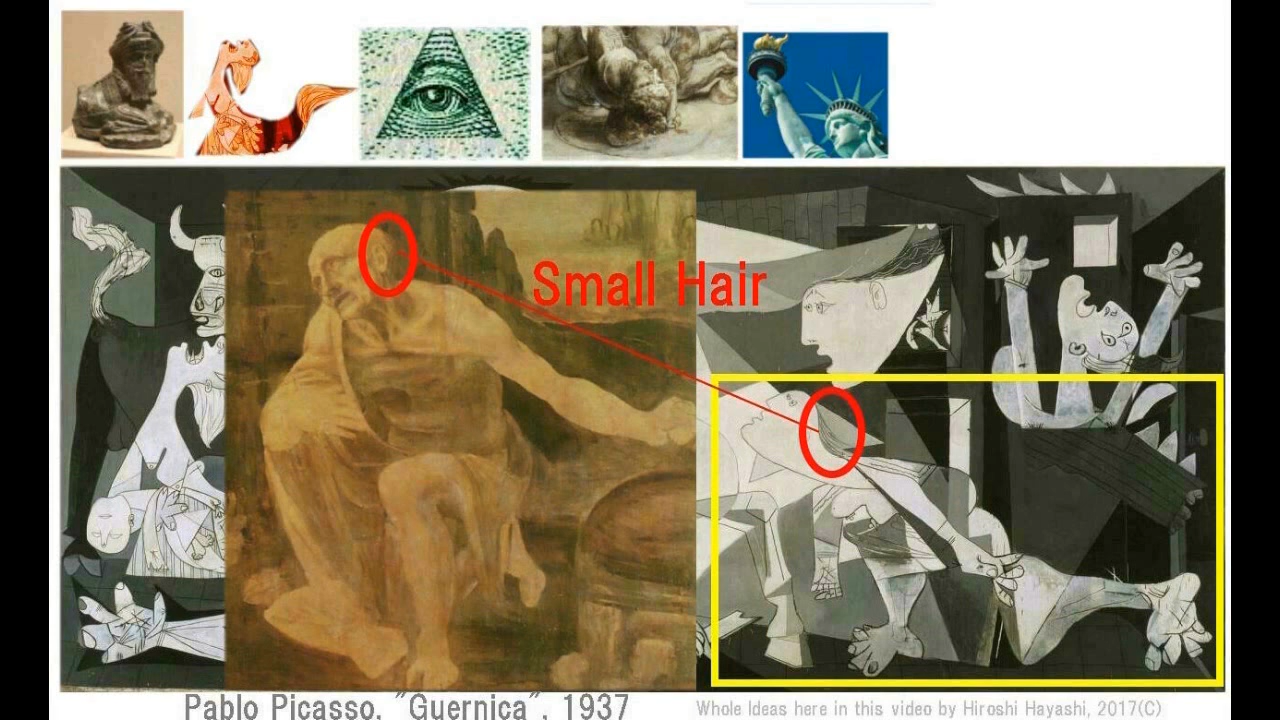 Small Hair
Pablo Picasso. "Guernica". 1937
Whole Ideas here in this video by Hiroshi Hayashi, 2017(C)